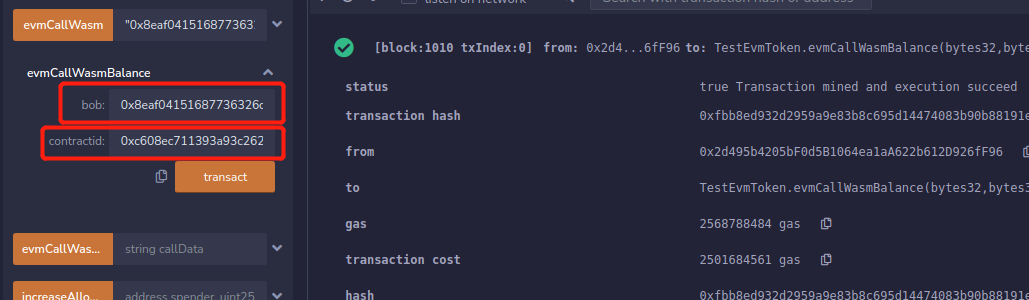 evmCallWasm "0x8eaf04151687736
evmCallWasmBalance
bob: 0x8eaf04151687736326c
contractid: 0xc608ec711393a93c262
transact
evmCallWas... string callData
increaseAllo... address spender, uint25
listen on network
Search with transaction hash or address
[block:1010 txIndex:0] from: 0x2d4...6fF96 to: TestEvmToken.evmCallWasmBalance(bytes32,bytes
status true Transaction mined and execution succeed
transaction hash 0xfbb8ed932d2959a9e83b8c695d14474083b90b88191e
from 0x2d495b4205bF0d5B1064ea1aA622b612D926fF96
to TestEvmToken.evmCallWasmBalance(bytes32,bytes3
gas 2568788484 gas
transaction cost 2501684561 gas
hash 0xfbb8ed932d2959a9e83b8c695d14474083b90b88191e